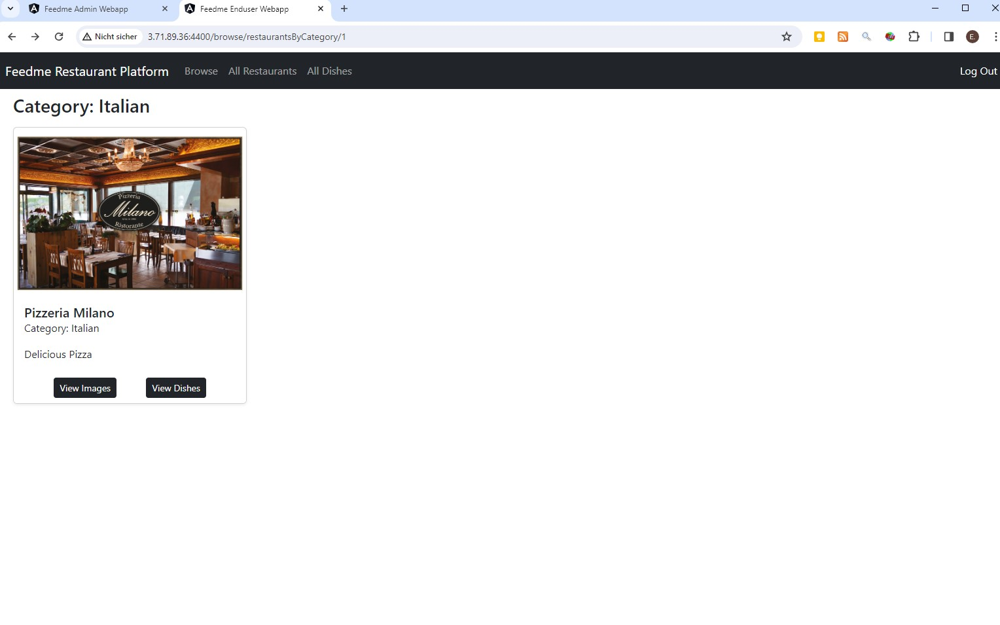 Feedme Admin Webapp
Feedme Enduser Webapp
Nicht sicher
3.71.89.36:4400/browse/restaurantsByCategory/1
E.
Feedme Restaurant Platform
Browse
All Restaurants
All Dishes
Log Out
Category: Italian
Pizzeria
Milano
Ristorante
Pizzeria Milano
Category: Italian
Delicious Pizza
View Images
View Dishes